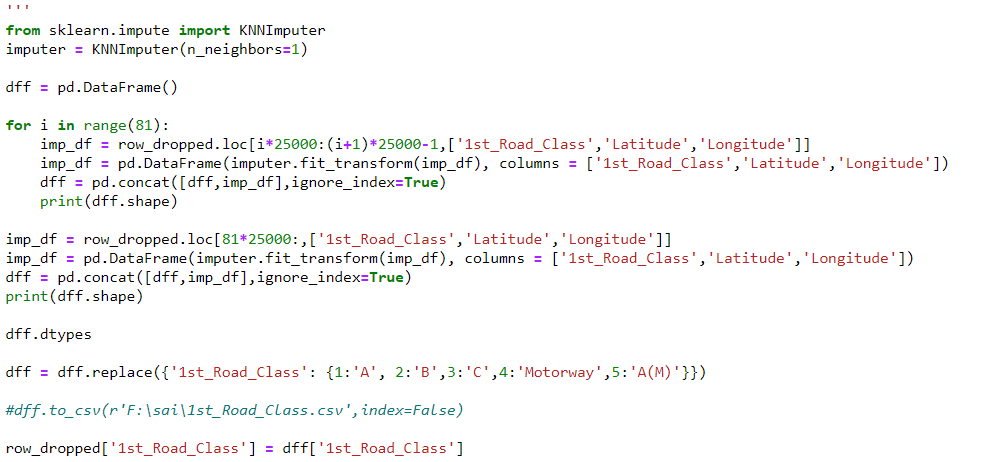 '''
from sklearn.impute import KNNImputer
imputer = KNNImputer(n_neighbors=1)
dff = pd.DataFrame()
for i in range(81):
    imp_df = row_dropped.loc[i*25000:(i+1)*25000-1,['1st_Road_Class','Latitude','Longitude']]
    imp_df = pd.DataFrame(imputer.fit_transform(imp_df), columns = ['1st_Road_Class','Latitude','Longitude'])
    dff = pd.concat([dff,imp_df],ignore_index=True)
    print(dff.shape)
imp_df = row_dropped.loc[81*25000:,['1st_Road_Class','Latitude','Longitude']]
imp_df = pd.DataFrame(imputer.fit_transform(imp_df), columns = ['1st_Road_Class','Latitude','Longitude'])
dff = pd.concat([dff,imp_df],ignore_index=True)
print(dff.shape)
dff.dtypes
dff = dff.replace({'1st_Road_Class': {1:'A', 2:'B',3:'C',4:'Motorway',5:'A(M)'}})
#dff.to_csv(r'F:\sai\1st_Road_Class.csv',index=False)
row_dropped['1st_Road_Class'] = dff['1st_Road_Class']